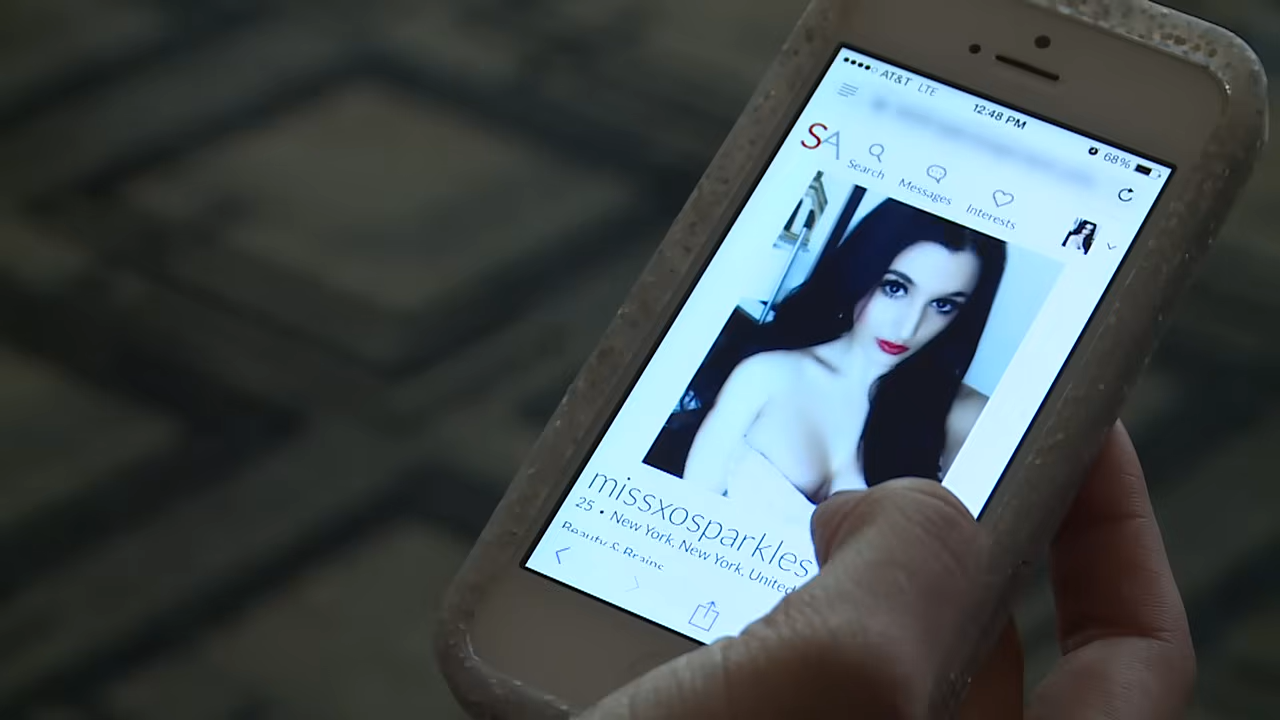 AT&T LTE 12:48 PM 68%
SA Search Messages Interests
missxosparkles
25 • New York, New York, United
Beauty & Brains